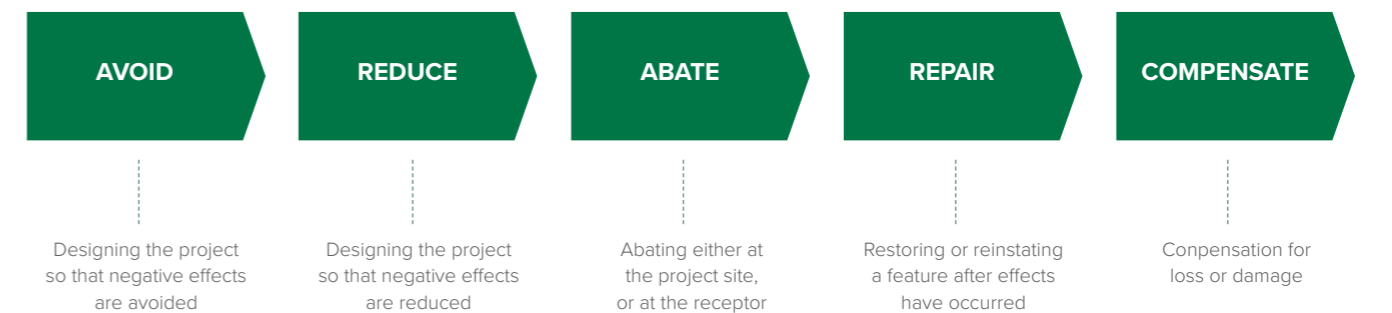 AVOID
REDUCE
ABATE
REPAIR
COMPENSATE
Designing the project
so that negative effects
are avoided
Designing the project
so that negative effects
are reduced
Abating either at
the project site,
or at the receptor
Restoring or reinstating
a feature after effects
have occurred
Conpensation for
loss or damage